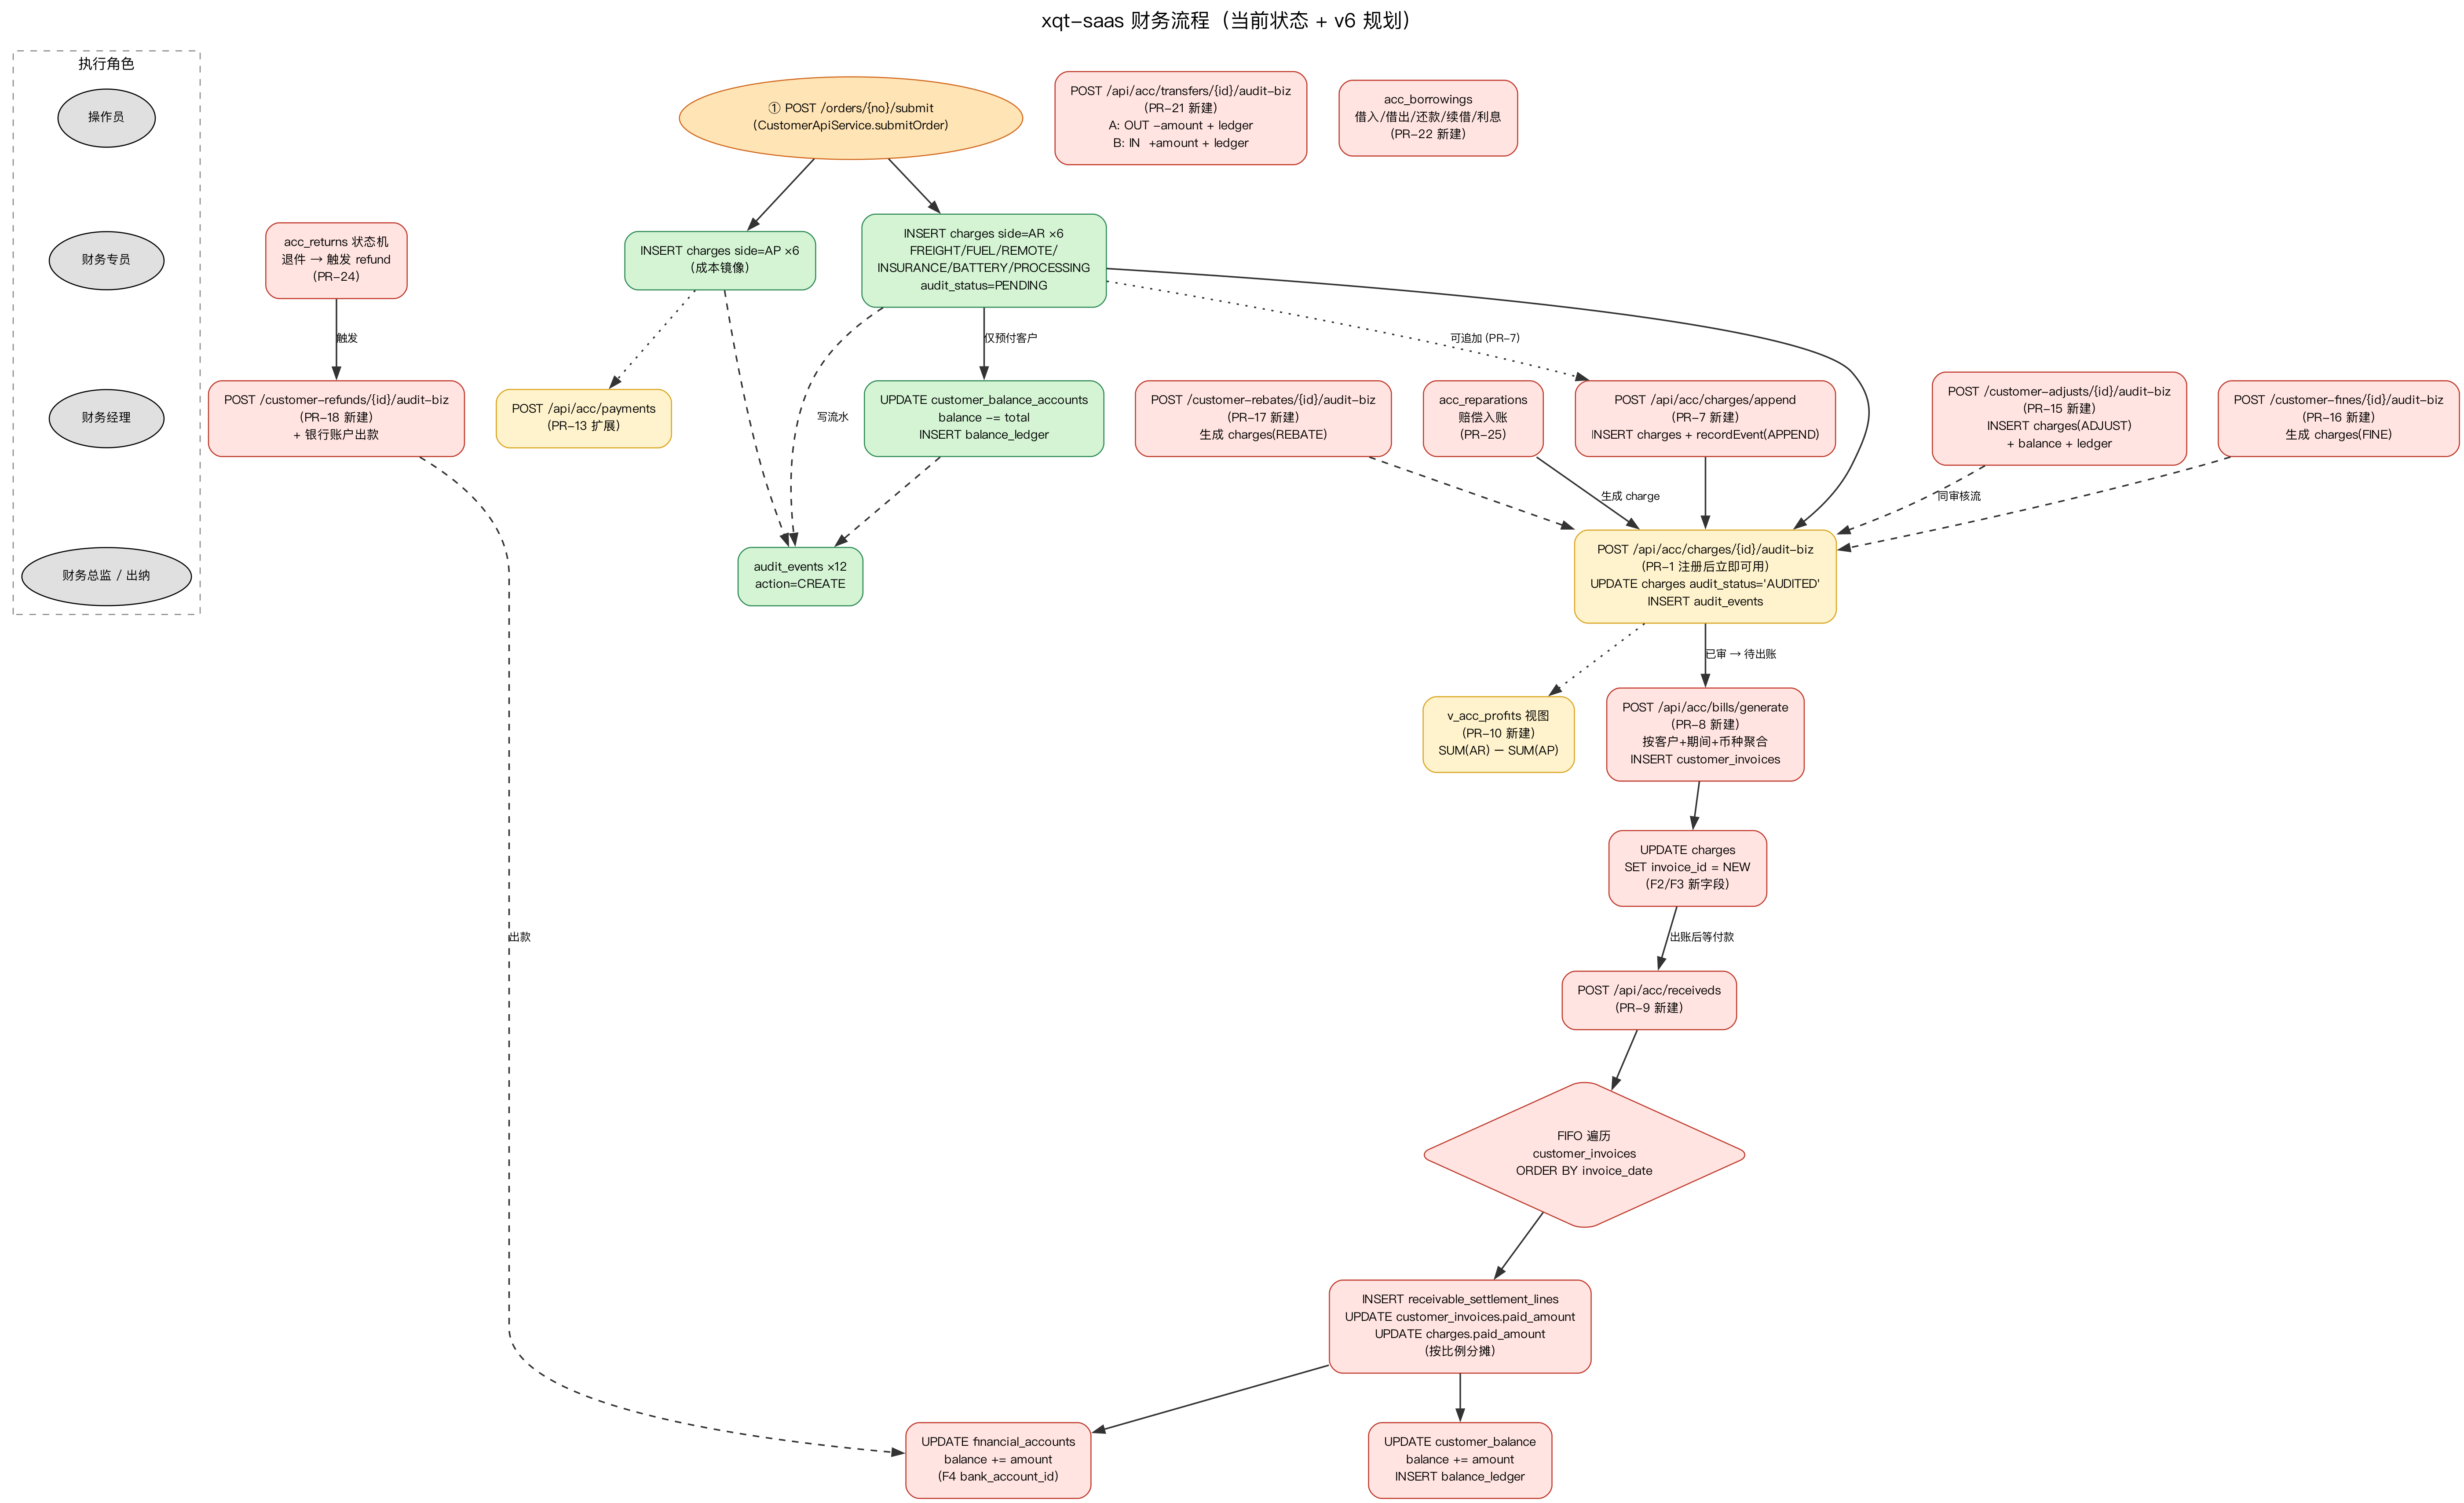 xqt-saas 财务流程（当前状态 + v6 规划）
执行角色
操作员
财务专员
财务经理
财务总监 / 出纳
① POST /orders/{no}/submit
(CustomerApiService.submitOrder)
POST /api/acc/transfers/{id}/audit-biz
(PR-21 新建)
A: OUT -amount + ledger
B: IN  +amount + ledger
acc_borrowings
借入/借出/还款/续借/利息
(PR-22 新建)
acc_returns 状态机
退件 → 触发 refund
(PR-24)
INSERT charges side=AP ×6
(成本镜像)
INSERT charges side=AR ×6
FREIGHT/FUEL/REMOTE/
INSURANCE/BATTERY/PROCESSING
audit_status=PENDING
触发
仅预付客户
可追加 (PR-7)
POST /customer-refunds/{id}/audit-biz
(PR-18 新建)
+ 银行账户出款
POST /api/acc/payments
(PR-13 扩展)
写流水
UPDATE customer_balance_accounts
balance -= total
INSERT balance_ledger
POST /customer-rebates/{id}/audit-biz
(PR-17 新建)
生成 charges(REBATE)
acc_reparations
赔偿入账
(PR-25)
POST /api/acc/charges/append
(PR-7 新建)
INSERT charges + recordEvent(APPEND)
POST /customer-adjusts/{id}/audit-biz
(PR-15 新建)
INSERT charges(ADJUST)
+ balance + ledger
POST /customer-fines/{id}/audit-biz
(PR-16 新建)
生成 charges(FINE)
生成 charge
同审核流
audit_events ×12
action=CREATE
POST /api/acc/charges/{id}/audit-biz
(PR-1 注册后立即可用)
UPDATE charges audit_status='AUDITED'
INSERT audit_events
已审 → 待出账
v_acc_profits 视图
(PR-10 新建)
SUM(AR) − SUM(AP)
POST /api/acc/bills/generate
(PR-8 新建)
按客户+期间+币种聚合
INSERT customer_invoices
UPDATE charges
SET invoice_id = NEW
(F2/F3 新字段)
出款
出账后等付款
POST /api/acc/receiveds
(PR-9 新建)
FIFO 遍历
customer_invoices
ORDER BY invoice_date
INSERT receivable_settlement_lines
UPDATE customer_invoices.paid_amount
UPDATE charges.paid_amount
(按比例分摊)
UPDATE financial_accounts
balance += amount
(F4 bank_account_id)
UPDATE customer_balance
balance += amount
INSERT balance_ledger